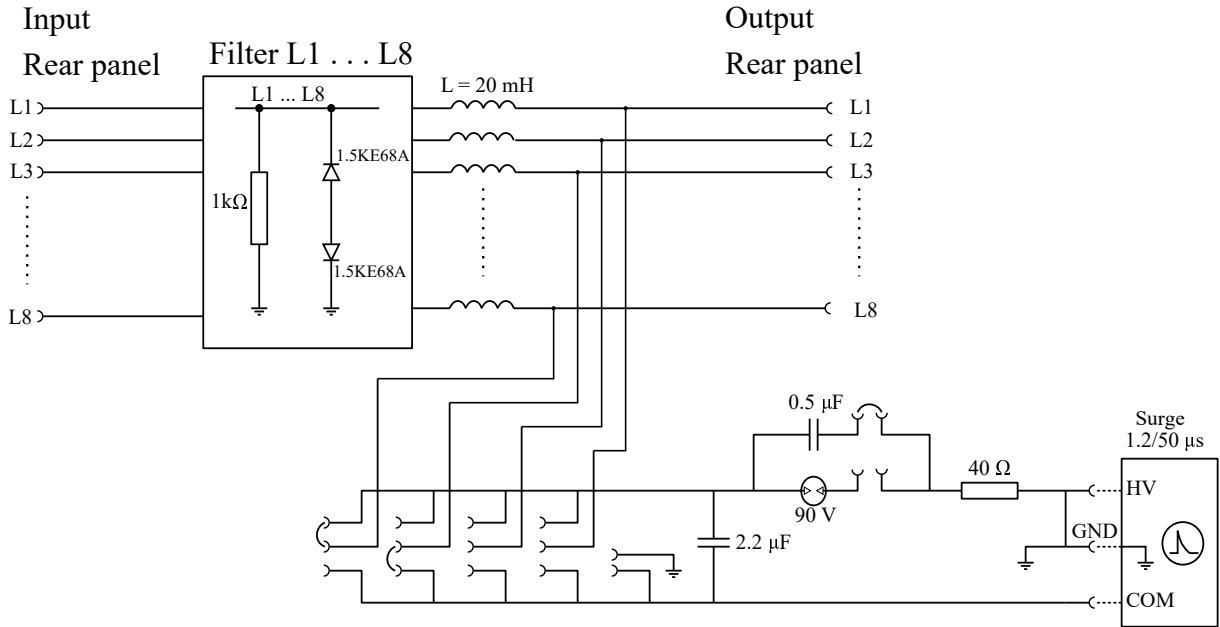 Input
Rear panel
Output
Rear panel
Filter L1 . . . L8
L = 20 mH
L1 ... L8
L1
L2
L3
L8
1.5KE68A
1kΩ
1.5KE68A
L1
L2
L3
L8
0.5 µF
90 V
2.2 µF
40 Ω
Surge
1.2/50 µs
HV
GND
COM